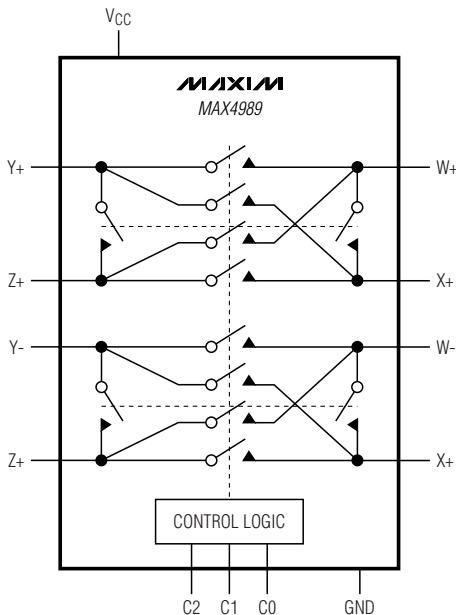 VCC
MAXIM
MAX4989
Y+
W+
Z+
X+
Y-
W-
Z+
X+
CONTROL LOGIC
C2 C1 C0 GND